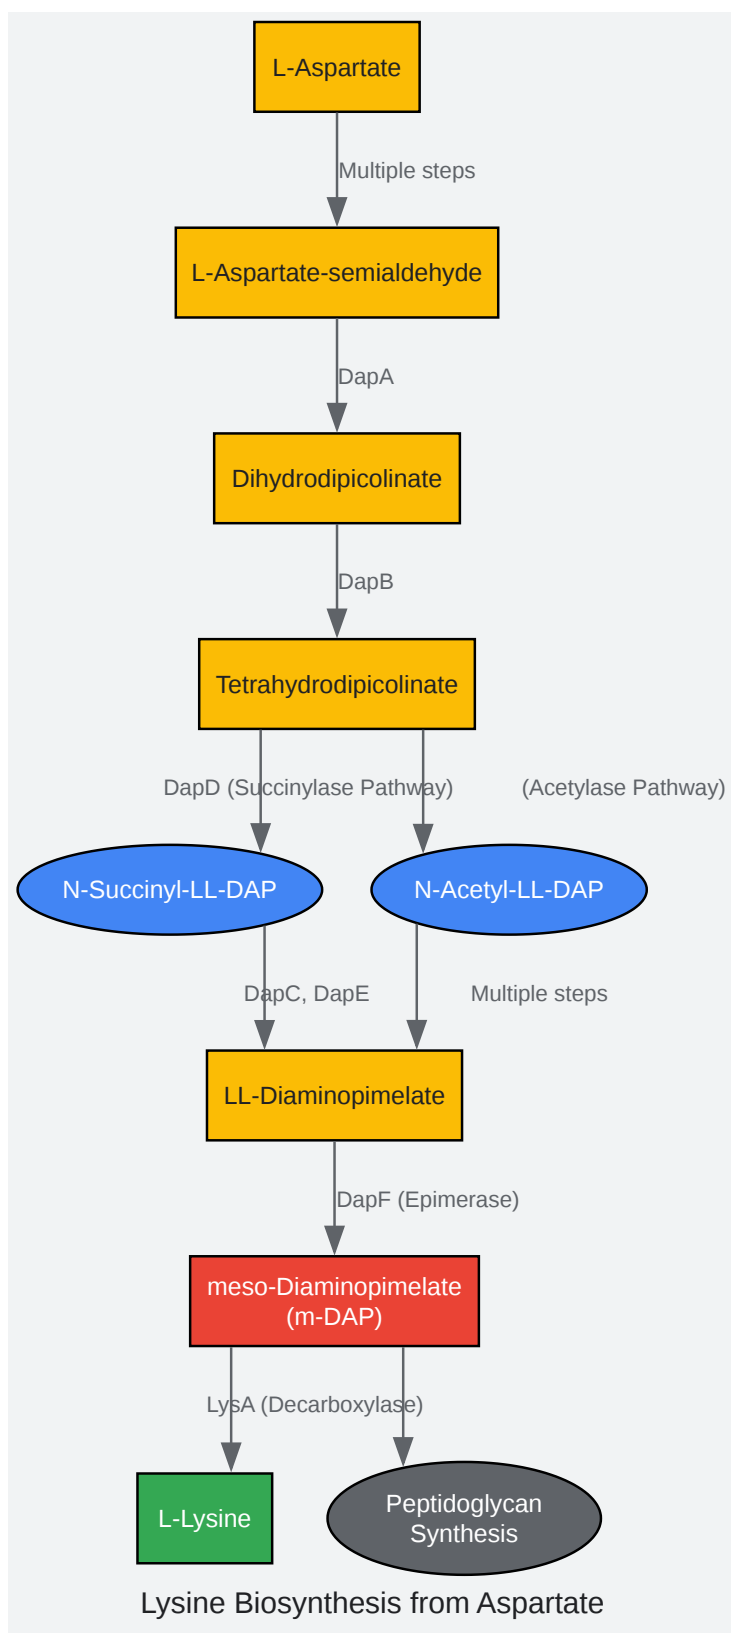 L-Aspartate
Multiple steps
L-Aspartate-semialdehyde
DapA
Dihydrodipicolinate
DapB
Tetrahydrodipicolinate
DapD (Succinylase Pathway)
(Acetylase Pathway)
N-Succinyl-LL-DAP
N-Acetyl-LL-DAP
DapC, DapE
Multiple steps
LL-Diaminopimelate
DapF (Epimerase)
meso-Diaminopimelate
(m-DAP)
LysA (Decarboxylase)
L-Lysine
Peptidoglycan
Synthesis
Lysine Biosynthesis from Aspartate